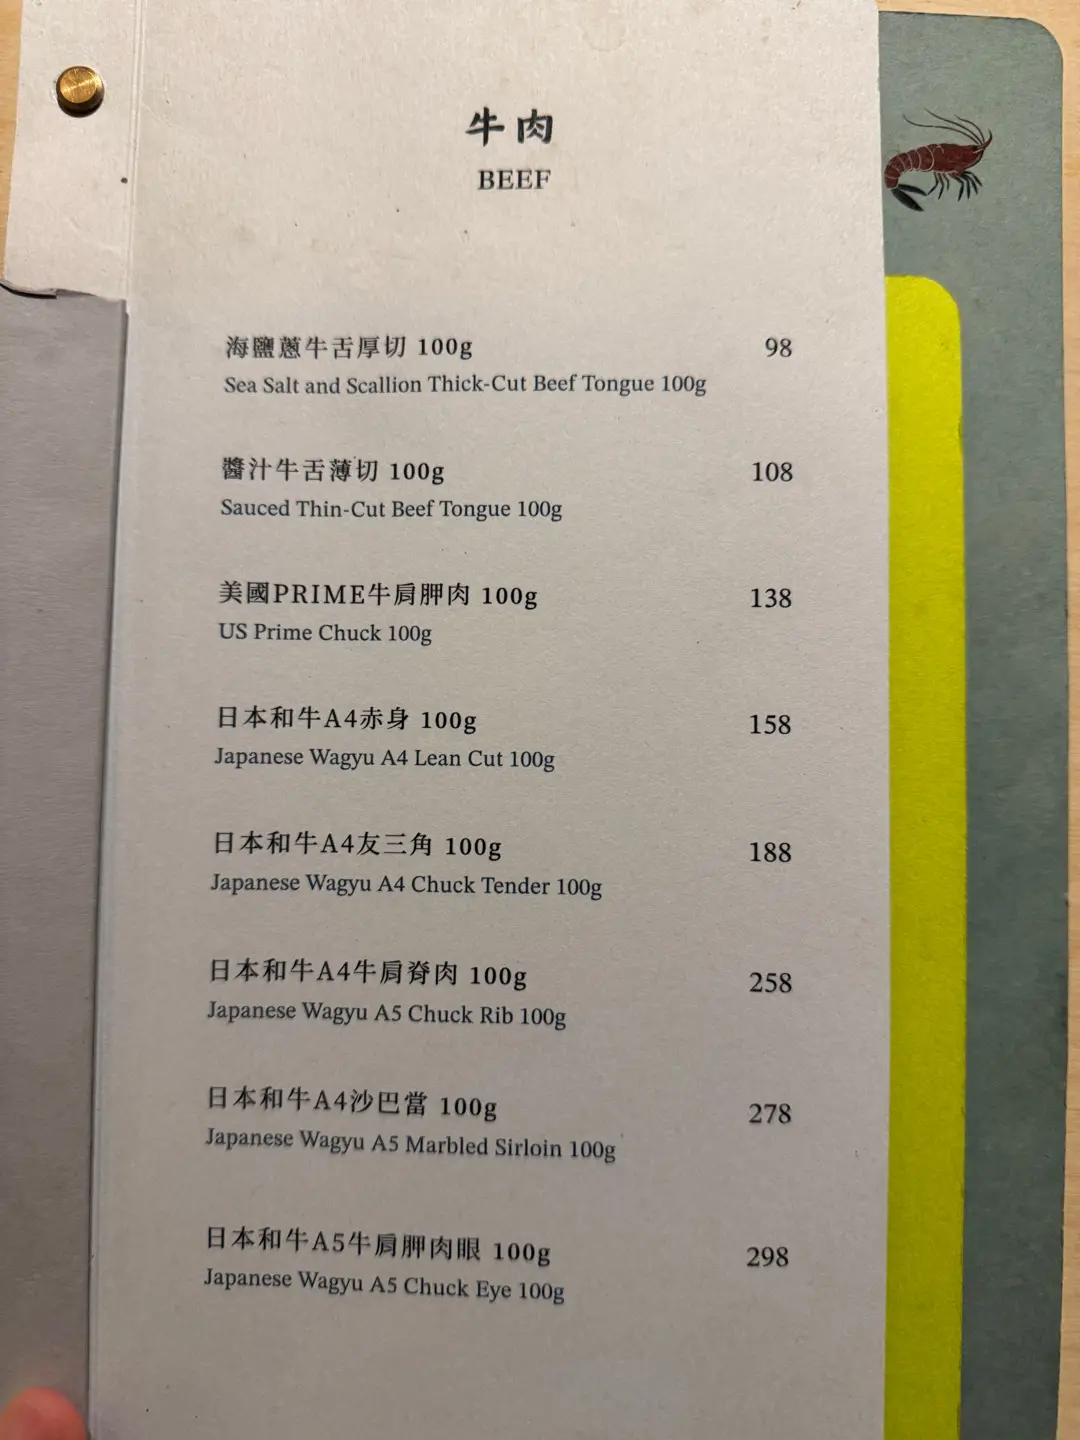 牛肉
BEEF
海鹽蔥牛舌厚切 100g 98
Sea Salt and Scallion Thick-Cut Beef Tongue 100g
醬汁牛舌薄切 100g 108
Sauced Thin-Cut Beef Tongue 100g
美國PRIME牛肩胛肉 100g 138
US Prime Chuck 100g
日本和牛A4赤身 100g 158
Japanese Wagyu A4 Lean Cut 100g
日本和牛A4友三角 100g 188
Japanese Wagyu A4 Chuck Tender 100g
日本和牛A4牛肩脊肉 100g 258
Japanese Wagyu A5 Chuck Rib 100g
日本和牛A4沙巴當 100g 278
Japanese Wagyu A5 Marbled Sirloin 100g
日本和牛A5牛肩胛肉眼 100g 298
Japanese Wagyu A5 Chuck Eye 100g